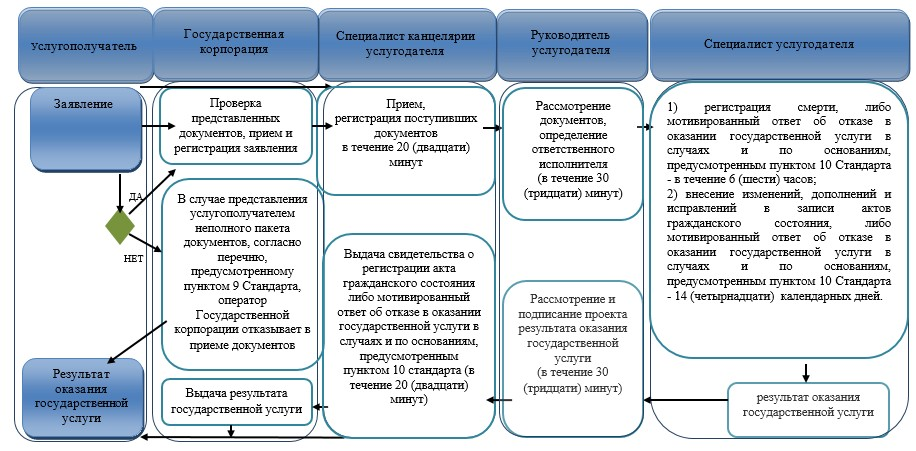 Услугополучатель
Государственная
корпорация
Специалист канцелярии
услугодателя
Руководитель
услугодателя
Специалист услугодателя
Заявление
ДА
НЕТ
Результат
оказания
государственной
услуги
Проверка
представленных
документов, прием и
регистрация заявления
В случае представления
услугополучателем
неполного пакета
документов, согласно
перечню,
предусмотренному
пунктом 9 Стандарта,
оператор
Государственной
корпорации отказывает в
приеме документов
Выдача результата
государственной услуги
Прием,
регистрация поступивших
документов
в течение 20 (двадцати)
минут
Выдача свидетельства о
регистрации акта
гражданского состояния
либо мотивированный
ответ об отказе в оказании
государственной услуги в
случаях и по основаниям,
предусмотренным
пунктом 10 стандарта (в
течение 20 (двадцати)
минут)
Рассмотрение
документов,
определение
ответственного
исполнителя
(в течение 30
(тридцати) минут)
Рассмотрение и
подписание проекта
результата оказания
государственной
услуги
(в течение 30
(тридцати) минут)
1) регистрация смерти, либо
мотивированный ответ об отказе в
оказании государственной услуги в
случаях и по основаниям,
предусмотренным пунктом 10 Стандарта
- в течение 6 (шести) часов;
2) внесение изменений, дополнений и
исправлений в записи актов
гражданского состояния, либо
мотивированный ответ об отказе в
оказании государственной услуги в
случаях и по основаниям,
предусмотренным пунктом 10 Стандарта
- 14 (четырнадцати) календарных дней.
результат оказания
государственной услуги